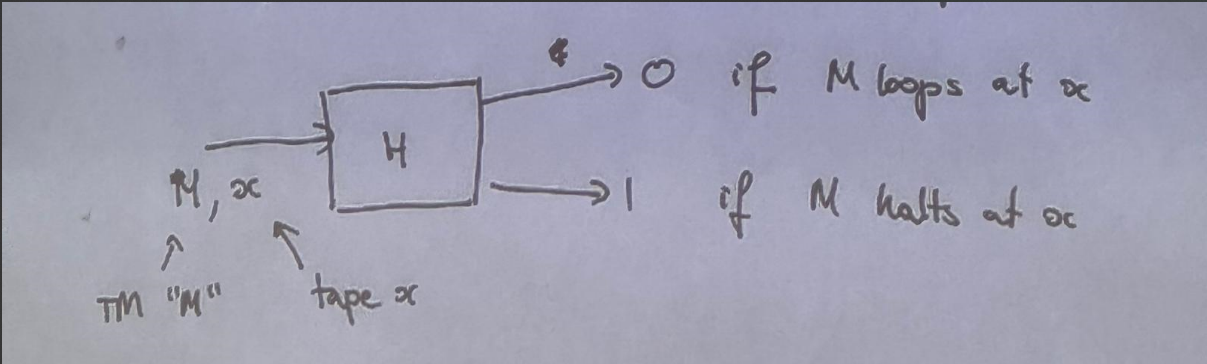 0 if M loops at x
H
M, x
1 if M halts at x
TM "M"
tape x